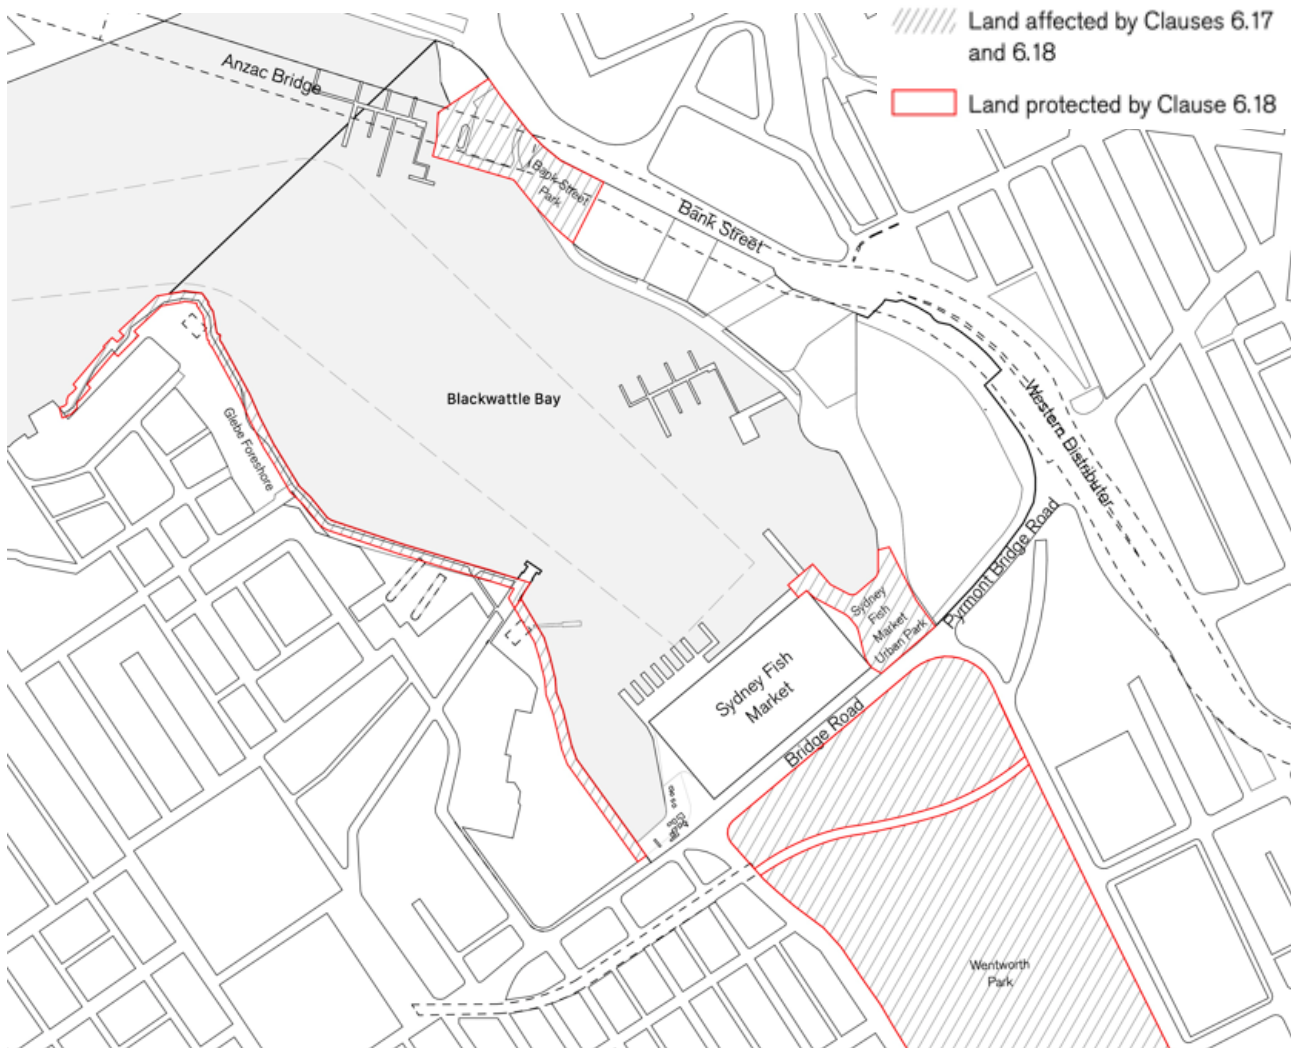 Land affected by Clauses 6.17
and 6.18
Land protected by Clause 6.18
Anzac Bridge
Bank Street
Park
Bank Street
Blackwattle Bay
Glebe Foreshore
Western Distributer
Pyrmont Bridge Road
Sydney
Fish
Market
Urban Park
Sydney Fish
Market
Bridge Road
Wentworth
Park